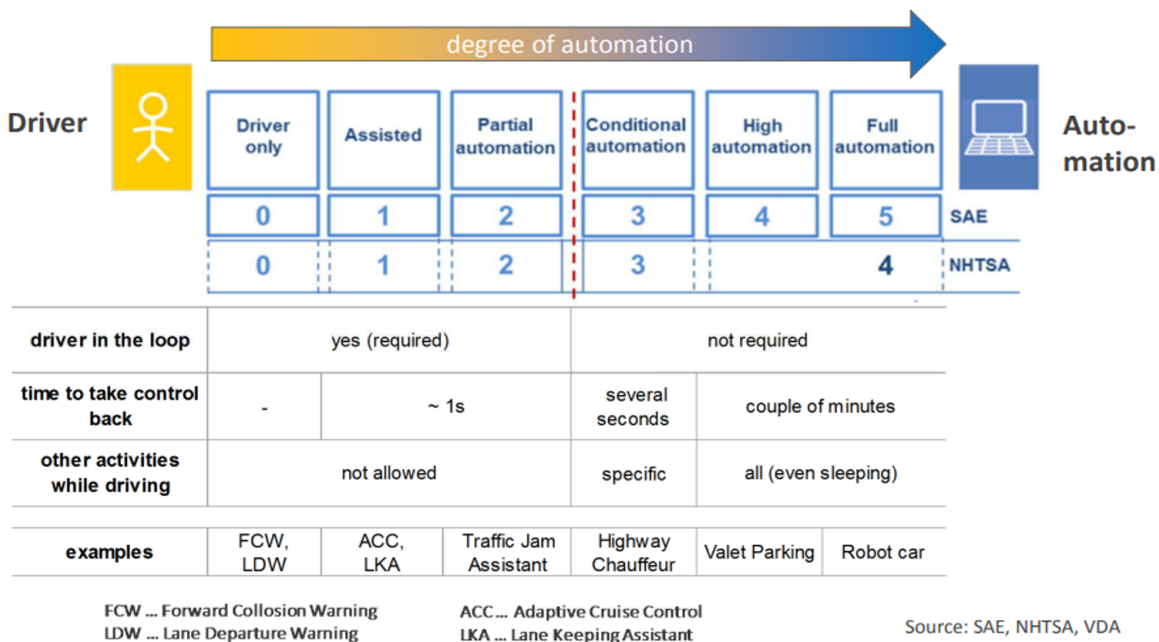 degree of automation
Driver
Driver only
Assisted
Partial automation
Conditional automation
High automation
Full automation
Auto-
mation
0 1 2 3 4 5 SAE
0 1 2 3 4 NHTSA
driver in the loop
yes (required)
not required
time to take control
back
-
~ 1s
several
seconds
couple of minutes
other activities
while driving
not allowed
specific
all (even sleeping)
examples
FCW,
LDW
ACC,
LKA
Traffic Jam
Assistant
Highway
Chauffeur
Valet Parking
Robot car
FCW ... Forward Collosion Warning
ACC ... Adaptive Cruise Control
LDW ... Lane Departure Warning
LKA ... Lane Keeping Assistant
Source: SAE, NHTSA, VDA